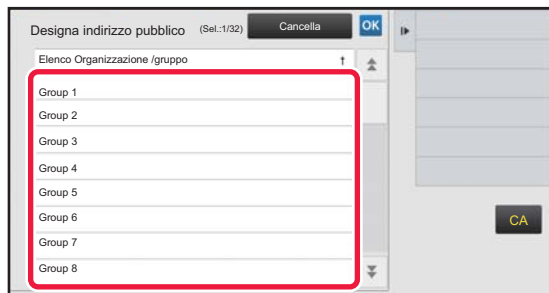 Designa indirizzo pubblico (Sel.:1/32) Cancella OK
Elenco Organizzazione /gruppo
Group 1
Group 2
Group 3
Group 4
Group 5
Group 6
CA
Group 7
Group 8